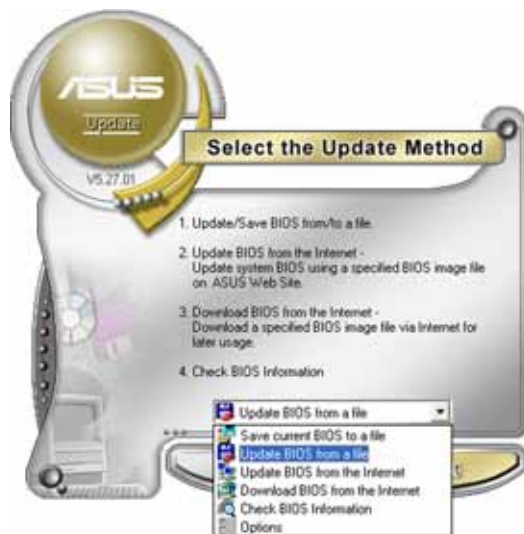 ASUS
Update
V5.27.01
Select the Update Method
1. Update/Save BIOS from/to a file.
2. Update BIOS from the Internet -
Update system BIOS using a specified BIOS image file
on ASUS Web Site.
3. Download BIOS from the Internet -
Download a specified BIOS image file via Internet for
later usage.
4. Check BIOS Information
Update BIOS from a file
Save current BIOS to a file
Update BIOS from a file
Update BIOS from the Internet
Download BIOS from the Internet
Check BIOS Information
Options